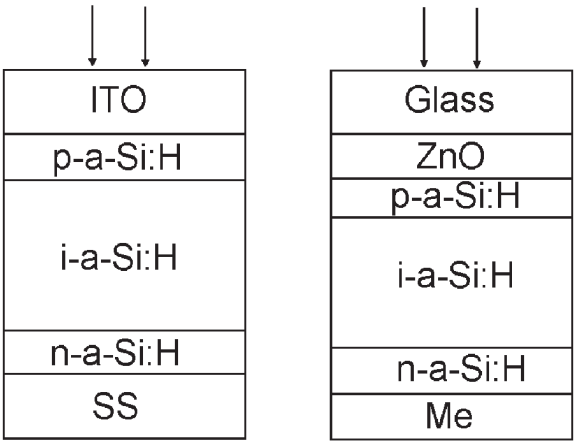 ITO
p-a-Si:H
i-a-Si:H
n-a-Si:H
SS
Glass
ZnO
p-a-Si:H
i-a-Si:H
n-a-Si:H
Me